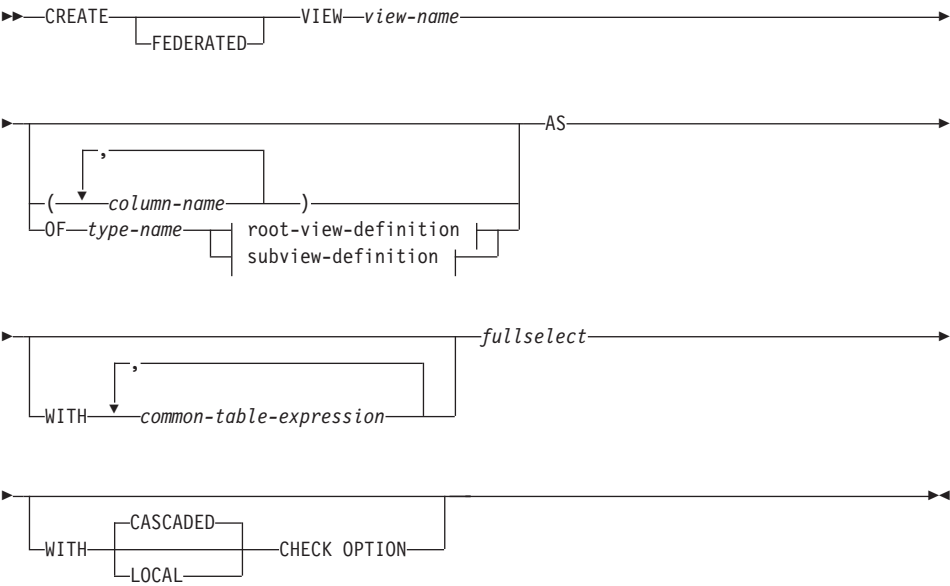 CREATE VIEW view-name
FEDERATED
AS
,
( column-name )
OF type-name root-view-definition
subview-definition
fullselect
,
WITH common-table-expression
CASCADED
WITH CHECK OPTION
LOCAL